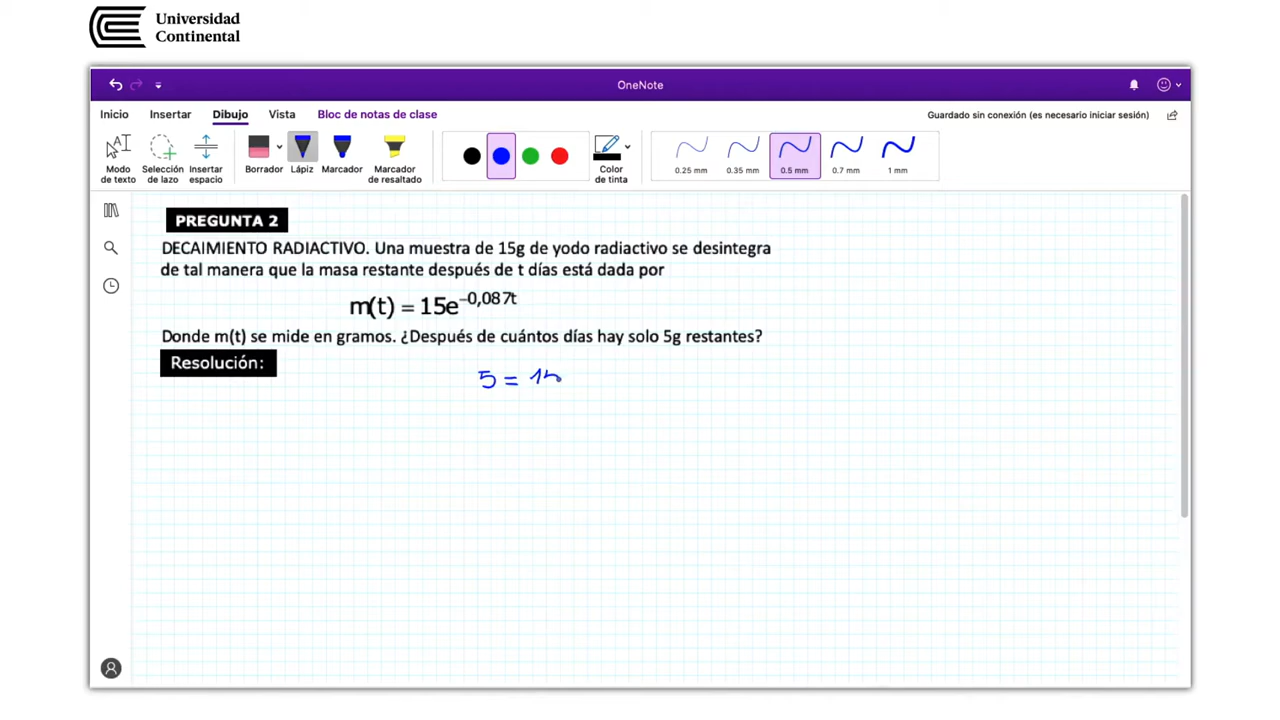 Universidad
Continental
OneNote
Inicio Insertar Dibujo Vista Bloc de notas de clase
Guardado sin conexión (es necesario iniciar sesión)
Modo de texto
Selección de lazo
Insertar espacio
Borrador
Lápiz
Marcador
Marcador de resaltado
Color de tinta
0.25 mm 0.35 mm 0.5 mm 0.7 mm 1 mm
PREGUNTA 2
DECAIMIENTO RADIACTIVO. Una muestra de 15g de yodo radiactivo se desintegra
de tal manera que la masa restante después de t días está dada por
m(t) = 15e^−0,087t
Donde m(t) se mide en gramos. ¿Después de cuántos días hay solo 5g restantes?
Resolución:
5 = 15